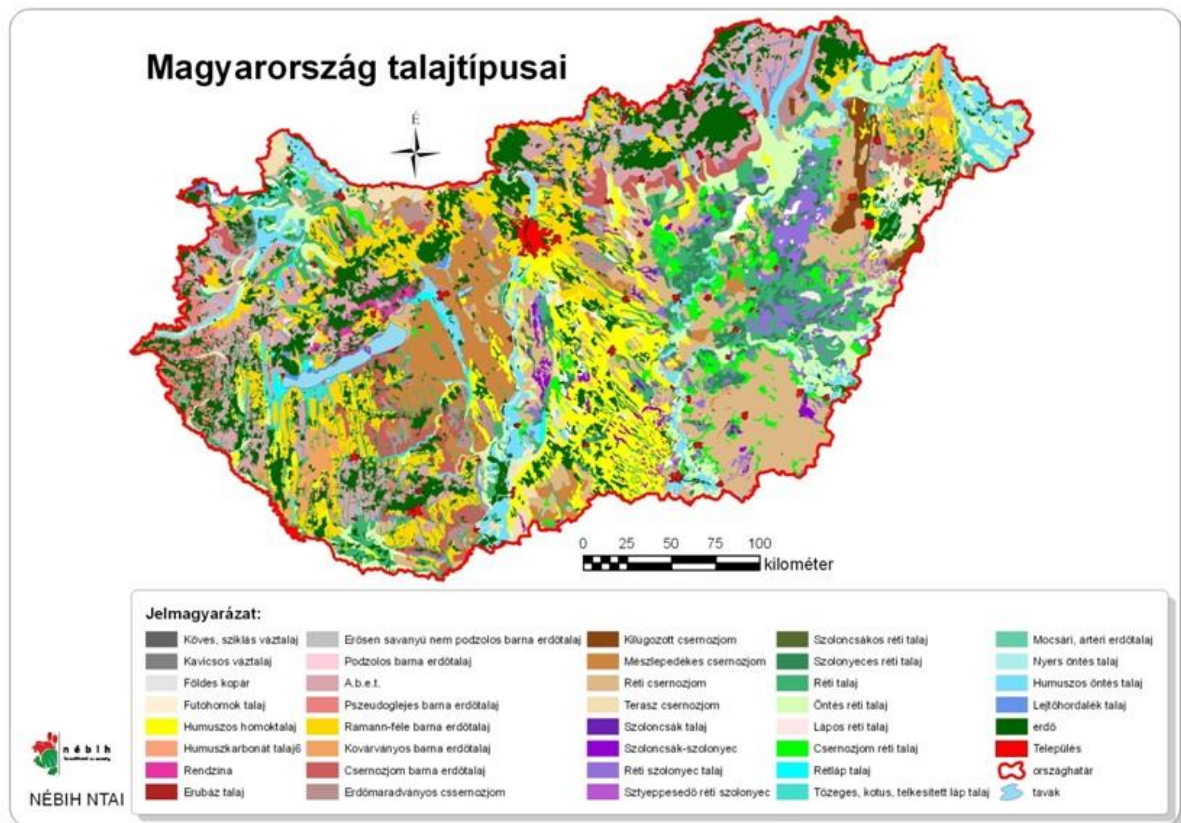 Magyarország talajtípusai
É
0 25 50 75 100
kilométer
Jelmagyarázat:
Köves, sziklás váztalaj
Kavicsos váztalaj
Földes kopár
Futóhomok talaj
Humuszos homoktalaj
Humuszkarbonát talaj6
Rendzina
Erubáz talaj
Erősen savanyú nem podzolos barna erdőtalaj
Podzolos barna erdőtalaj
A.b.e.t.
Pszeudoglejes barna erdőtalaj
Ramann-féle barna erdőtalaj
Kovárványos barna erdőtalaj
Csernozjom barna erdőtalaj
Erdőmaradványos cssernozjom
Kilúgozott csernozjom
Mészlepedékes csernozjom
Réti csernozjom
Terasz csernozjom
Szoloncsák talaj
Szoloncsák-szolonyec
Réti szolonyec talaj
Sztyeppesedő réti szolonyec
Szoloncsákos réti talaj
Szolonyeces réti talaj
Réti talaj
Öntés réti talaj
Lápos réti talaj
Csernozjom réti talaj
Rétláp talaj
Tőzeges, kotus, telkesített láp talaj
Mocsári, ártéri erdőtalaj
Nyers öntés talaj
Humuszos öntés talaj
Lejtőhordalék talaj
erdő
Település
országhatár
tavak
nébih
NÉBIH NTAI